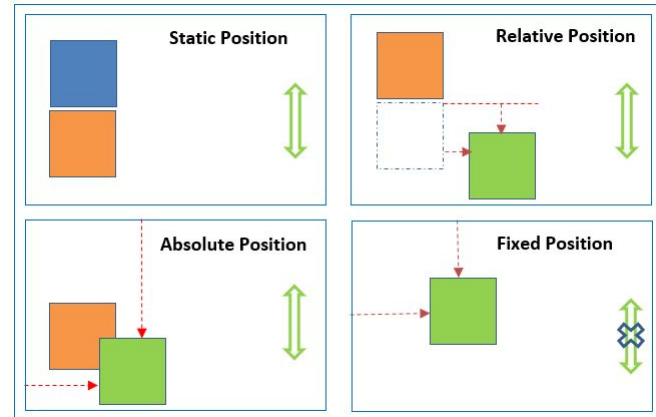 Static Position
Relative Position
Absolute Position
Fixed Position